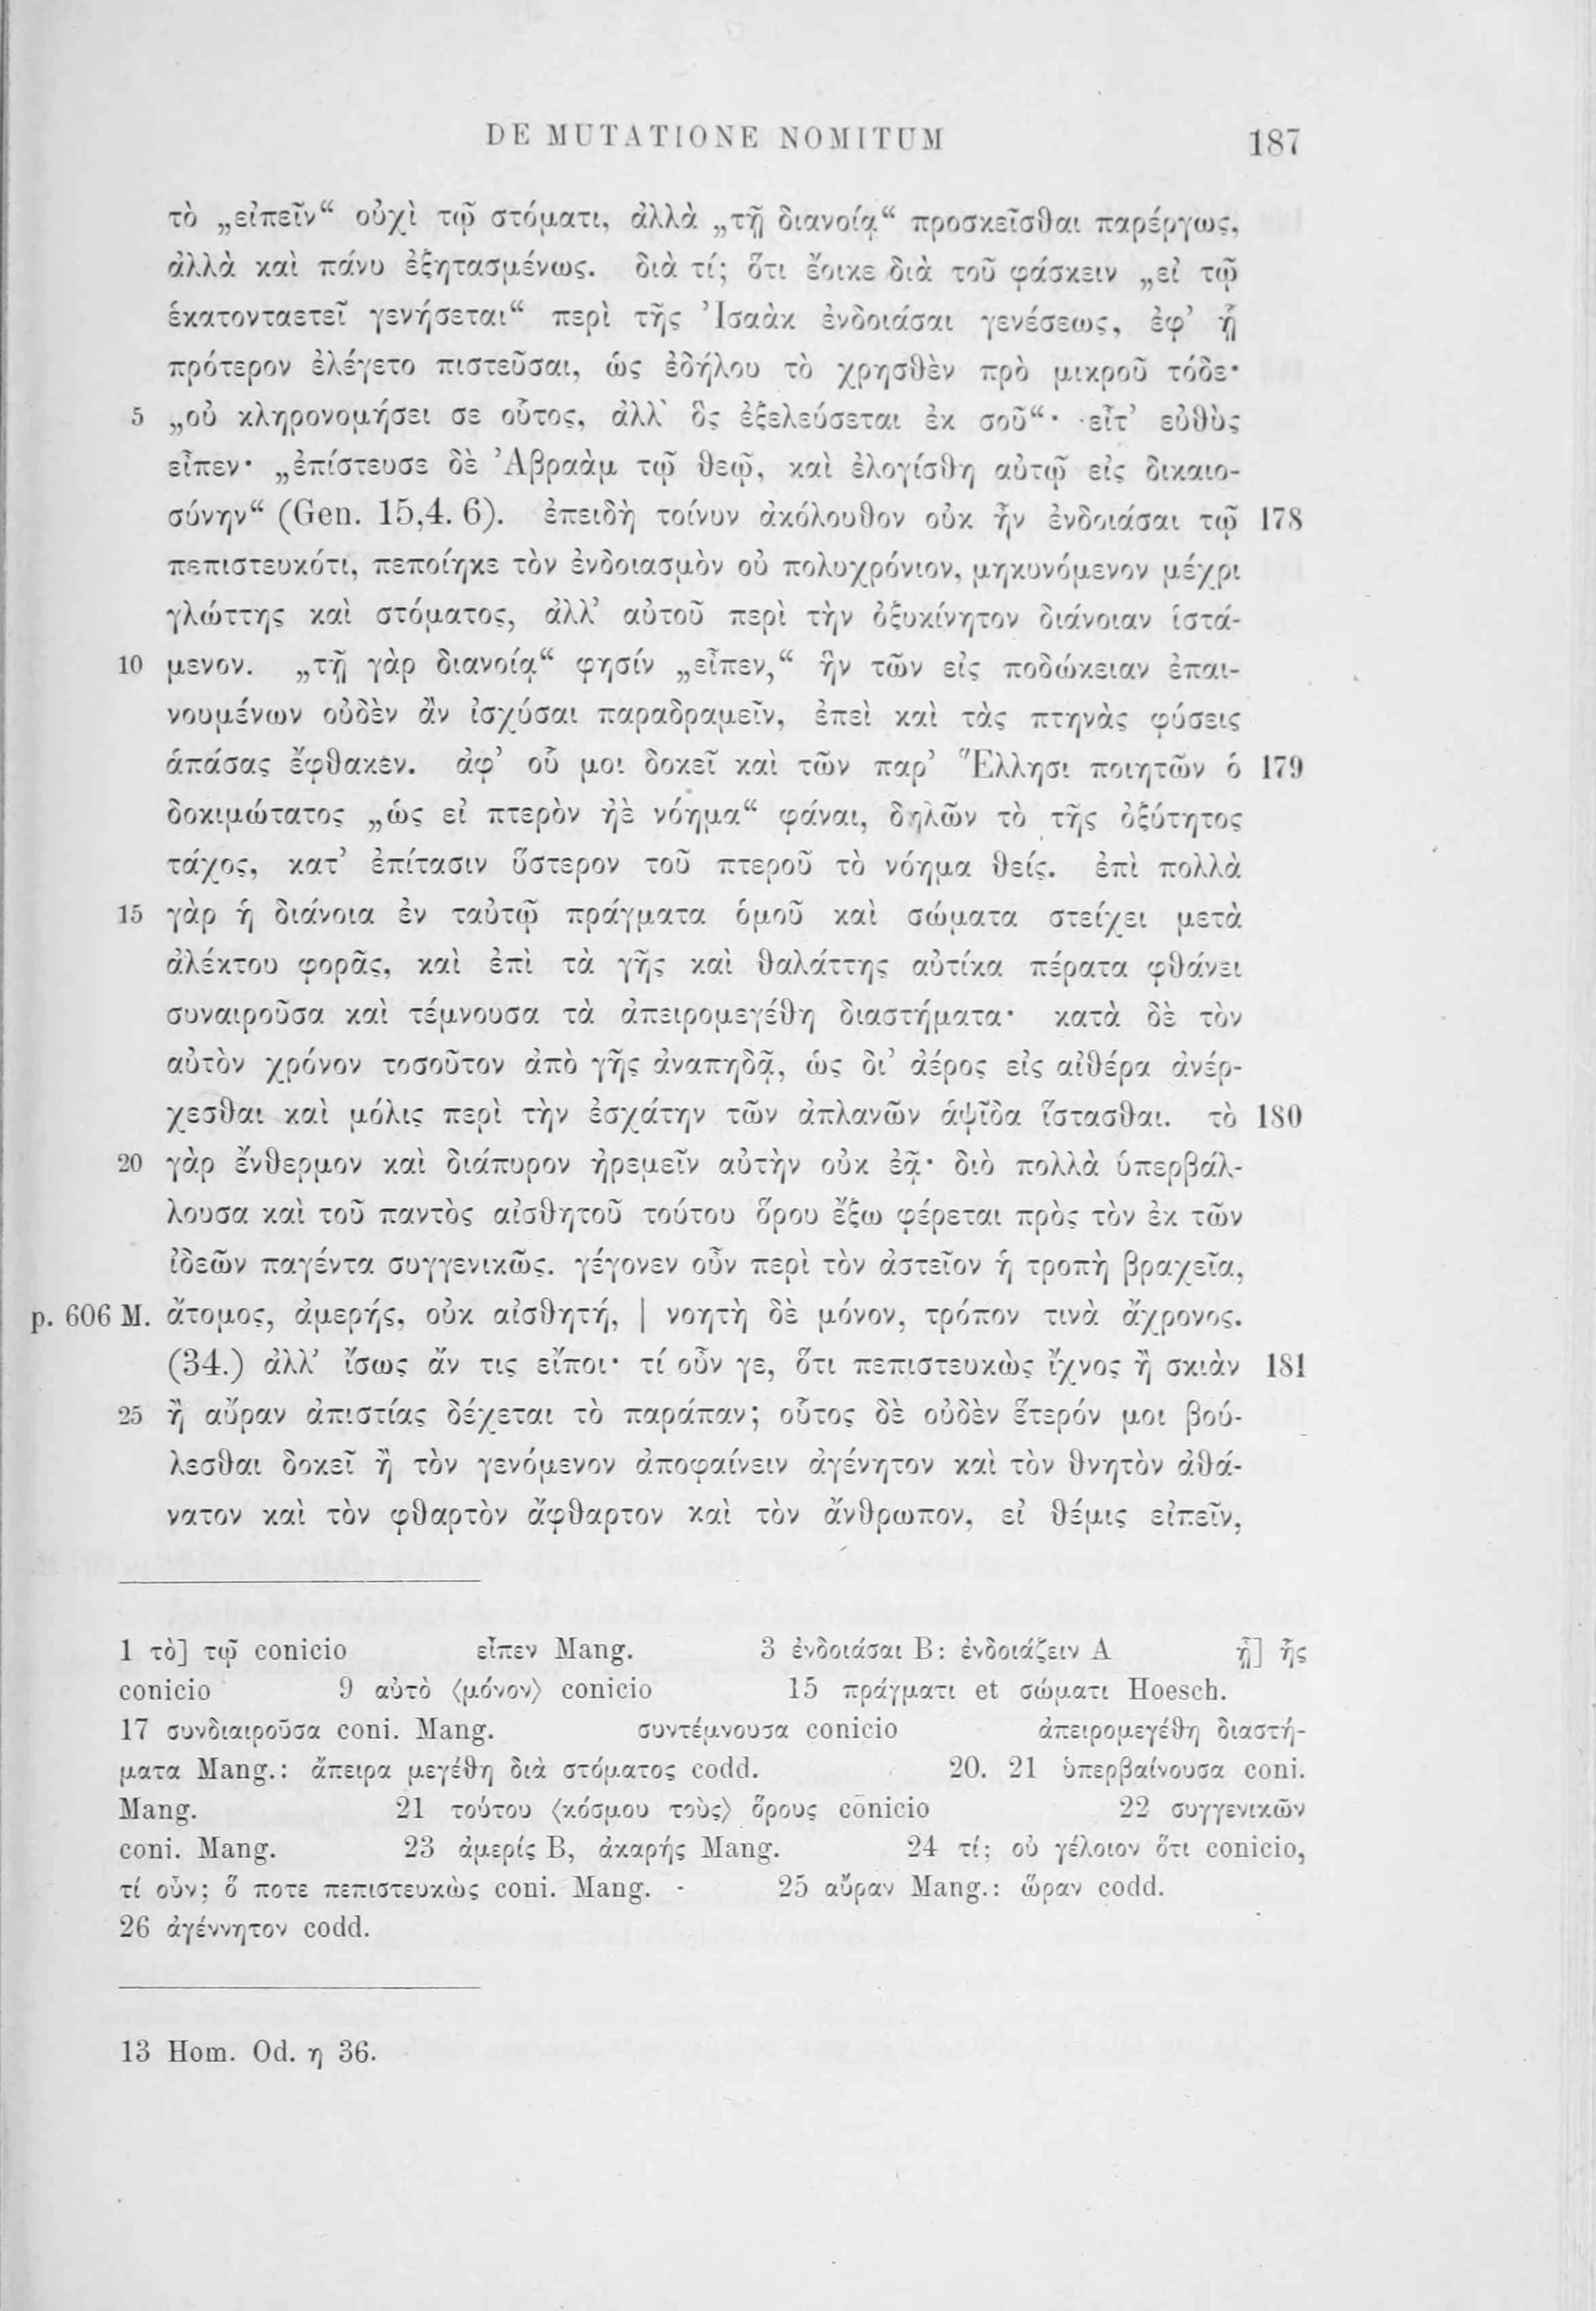 DE MUTATIONE NOMITUM 187
τὸ „εἰπεῖν“ οὐχὶ τῷ στόματι, ἀλλὰ „τῇ διανοίᾳ“ προσκεῖσθαι παρέργως,
ἀλλὰ καὶ πάνυ ἐξητασμένως. διὰ τί; ὅτι ἔοικε διὰ τοῦ φάσκειν „εἰ τῷ
ἑκατονταετεῖ γενήσεται“ περὶ τῆς Ἰσαὰκ ἐνδοιάσαι γενέσεως, ἐφ’ ᾗ
πρότερον ἐλέγετο πιστεῦσαι, ὡς ἐδήλου τὸ χρησθὲν πρὸ μικροῦ τόδε·
5 „οὐ κληρονομήσει σε οὗτος, ἀλλ’ ὃς ἐξελεύσεται ἐκ σοῦ“· εἶτ’ εὐθὺς
εἶπεν· „ἐπίστευσε δὲ Ἀβραὰμ τῷ θεῷ, καὶ ἐλογίσθη αὐτῷ εἰς δικαιο-
σύνην“ (Gen. 15,4. 6). ἐπειδὴ τοίνυν ἀκόλουθον οὐκ ἦν ἐνδοιάσαι τῷ 178
πεπιστευκότι, πεποίηκε τὸν ἐνδοιασμὸν οὐ πολυχρόνιον, μηκυνόμενον μέχρι
γλώττης καὶ στόματος, ἀλλ’ αὐτοῦ περὶ τὴν ὀξυκίνητον διάνοιαν ἱστά-
10 μενον. „τῇ γὰρ διανοίᾳ“ φησίν „εἶπεν,“ ἣν τῶν εἰς ποδώκειαν ἐπαι-
νουμένων οὐδὲν ἂν ἰσχύσαι παραδραμεῖν, ἐπεὶ καὶ τὰς πτηνὰς φύσεις
ἁπάσας ἔφθακεν. ἀφ’ οὗ μοι δοκεῖ καὶ τῶν παρ’ Ἕλλησι ποιητῶν ὁ 179
δοκιμώτατος „ὡς εἰ πτερὸν ἠὲ νόημα“ φάναι, δηλῶν τὸ τῆς ὀξύτητος
τάχος, κατ’ ἐπίτασιν ὕστερον τοῦ πτεροῦ τὸ νόημα θείς. ἐπὶ πολλὰ
15 γὰρ ἡ διάνοια ἐν ταὐτῷ πράγματα ὁμοῦ καὶ σώματα στείχει μετὰ
ἀλέκτου φορᾶς, καὶ ἐπὶ τὰ γῆς καὶ θαλάττης αὐτίκα πέρατα φθάνει
συναιροῦσα καὶ τέμνουσα τὰ ἀπειρομεγέθη διαστήματα· κατὰ δὲ τὸν
αὐτὸν χρόνον τοσοῦτον ἀπὸ γῆς ἀναπηδᾷ, ὡς δι’ ἀέρος εἰς αἰθέρα ἀνέρ-
χεσθαι καὶ μόλις περὶ τὴν ἐσχάτην τῶν ἀπλανῶν ἁψῖδα ἵστασθαι. τὸ 180
20 γὰρ ἔνθερμον καὶ διάπυρον ἠρεμεῖν αὐτὴν οὐκ ἐᾷ· διὸ πολλὰ ὑπερβάλ-
λουσα καὶ τοῦ παντὸς αἰσθητοῦ τούτου ὅρου ἔξω φέρεται πρὸς τὸν ἐκ τῶν
ἰδεῶν παγέντα συγγενικῶς. γέγονεν οὖν περὶ τὸν ἀστεῖον ἡ τροπὴ βραχεῖα,
p. 606 M. ἄτομος, ἀμερής, οὐκ αἰσθητή, | νοητὴ δὲ μόνον, τρόπον τινὰ ἄχρονος.
(34.) ἀλλ’ ἴσως ἄν τις εἴποι· τί οὖν γε, ὅτι πεπιστευκὼς ἴχνος ἢ σκιὰν 181
25 ἢ αὔραν ἀπιστίας δέχεται τὸ παράπαν; οὗτος δὲ οὐδὲν ἕτερόν μοι βού-
λεσθαι δοκεῖ ἢ τὸν γενόμενον ἀποφαίνειν ἀγένητον καὶ τὸν θνητὸν ἀθά-
νατον καὶ τὸν φθαρτὸν ἄφθαρτον καὶ τὸν ἄνθρωπον, εἰ θέμις εἰπεῖν,
1 τὸ] τῷ conicio εἶπεν Mang. 3 ἐνδοιάσαι B: ἐνδοιάζειν A ᾗ] ἧς
conicio 9 αὐτὸ ⟨μόνον⟩ conicio 15 πράγματι et σώματι Hoesch.
17 συνδιαιροῦσα coni. Mang. συντέμνουσα conicio ἀπειρομεγέθη διαστή-
ματα Mang.: ἄπειρα μεγέθη διὰ στόματος codd. 20. 21 ὑπερβαίνουσα coni.
Mang. 21 τούτου ⟨κόσμου τοὺς⟩ ὅρους conicio 22 συγγενικῶν
coni. Mang. 23 ἀμερίς B, ἀκαρής Mang. 24 τί; οὐ γέλοιον ὅτι conicio,
τί οὖν; ὅ ποτε πεπιστευκὼς coni. Mang. 25 αὔραν Mang.: ὥραν codd.
26 ἀγέννητον codd.
13 Hom. Od. η 36.